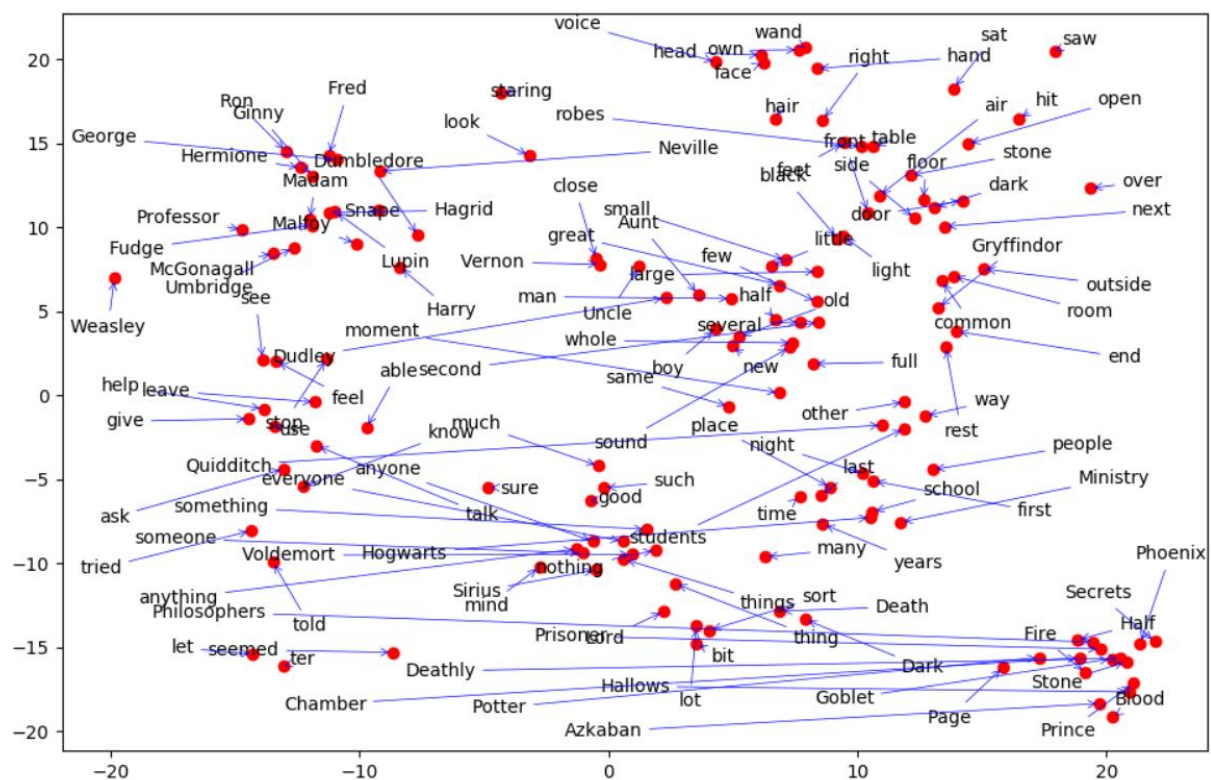 voice
wand
sat
saw
20
head
own
right
hand
face
staring
Fred
hair
air
hit
open
Ron
Ginny
robes
look
George
15
Hermione
Dumbledore
Neville
front
table
stone
Madam
close
black
feet
side
floor
dark
over
Professor
Malfoy
Snape
Hagrid
small
Aunt
door
next
10
Fudge
great
little
Gryffindor
McGonagall
Lupin
Vernon
few
light
Umbridge
large
outside
see
Harry
man
half
old
room
Weasley
moment
Uncle
several
common
5
whole
end
Dudley
able
second
boy
new
full
help
leave
feel
same
0
give
stop
use
much
know
place
other
way
sound
night
rest
people
Quidditch
anyone
last
Ministry
everyone
-5
sure
such
good
school
ask
something
talk
time
first
someone
students
tried
Voldemort
Hogwarts
many
years
Phoenix
-10
nothing
Sirius
mind
anything
Philosophers
things
sort
Death
Secrets
told
Prisoner
Lord
thing
Fire
Half
let
seemed
ter
bit
-15
Deathly
Dark
Hallows
Stone
Chamber
Potter
lot
Goblet
Blood
Page
Azkaban
Prince
-20
-20
-10
0
10
20